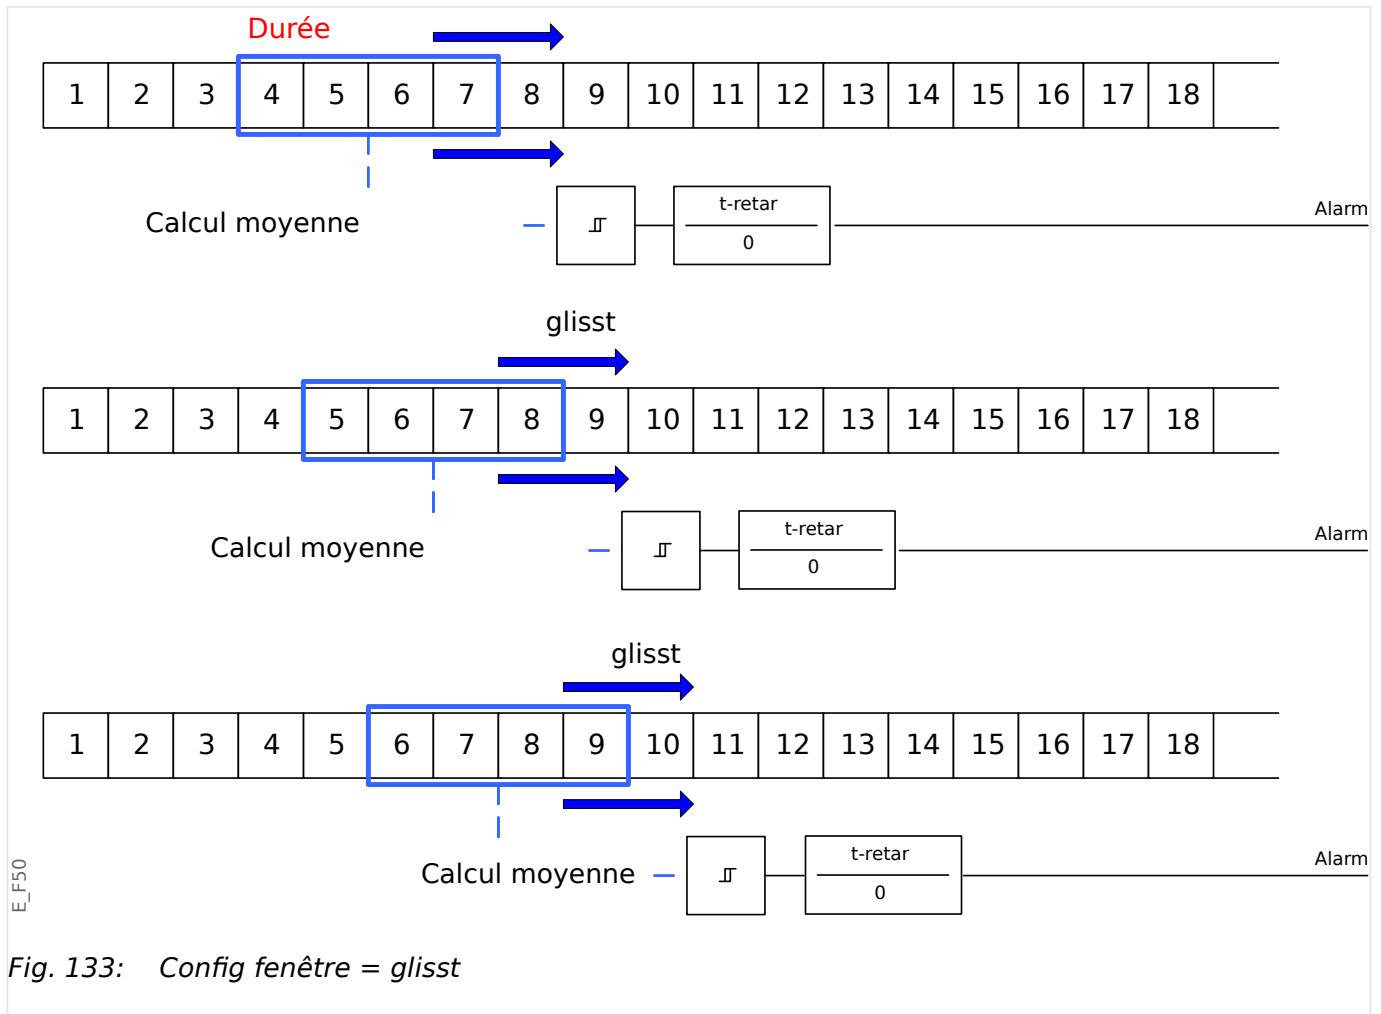 Durée
1 2 3 4 5 6 7 8 9 10 11 12 13 14 15 16 17 18
Calcul moyenne
t-retar
0
Alarm
glisst
1 2 3 4 5 6 7 8 9 10 11 12 13 14 15 16 17 18
Calcul moyenne
t-retar
0
Alarm
glisst
1 2 3 4 5 6 7 8 9 10 11 12 13 14 15 16 17 18
Calcul moyenne
t-retar
0
Alarm
E_F50
Fig. 133: Config fenêtre = glisst